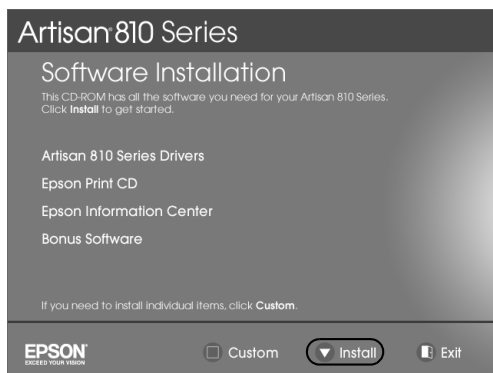 Artisan® 810 Series
Software Installation
This CD-ROM has all the software you need for your Artisan 810 Series.
Click Install to get started.
Artisan 810 Series Drivers
Epson Print CD
Epson Information Center
Bonus Software
If you need to install individual items, click Custom.
EPSON®
EXCEED YOUR VISION
Custom
Install
Exit